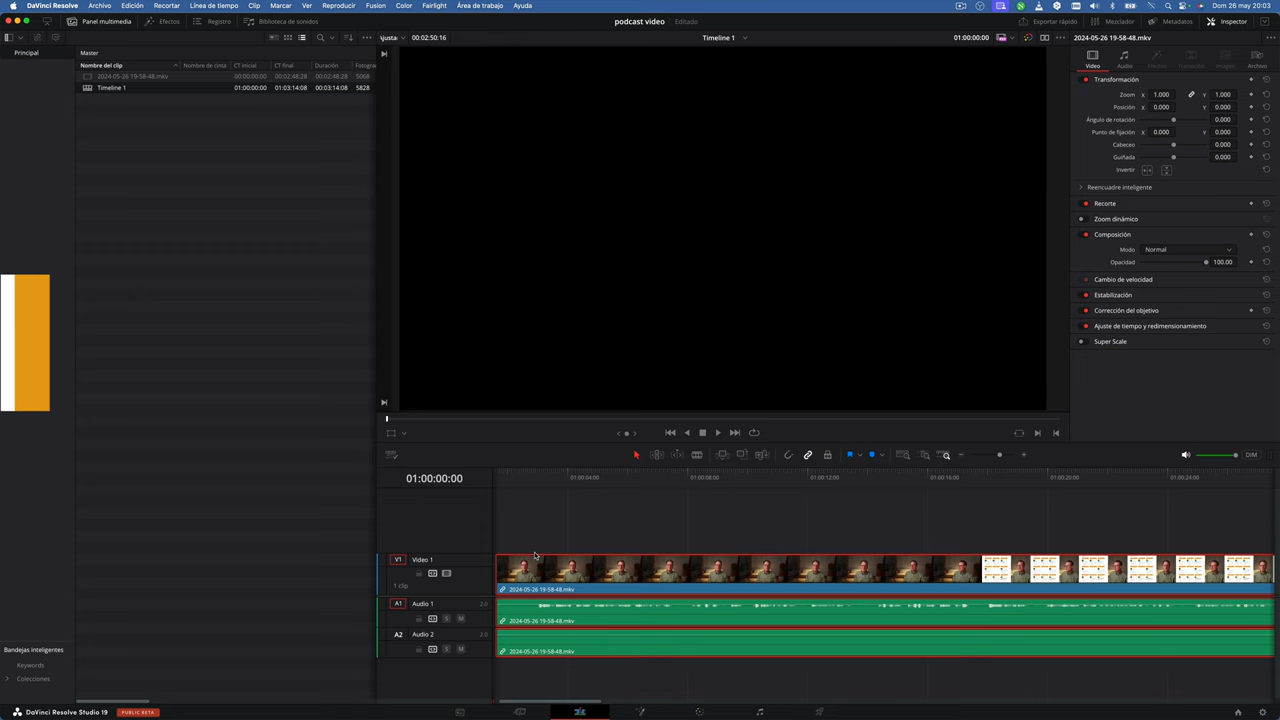 DaVinci Resolve Archivo Edición Recortar Línea de tiempo Clip Marcar Ver Reproducir Fusion Color Fairlight Área de trabajo Ayuda Dom 26 may 20:03
Panel multimedia Efectos Registro Biblioteca de sonidos podcast video Editado Exportar rápido Mezclador Metadatos Inspector
Ajusta 00:02:50:16 Timeline 1 01:00:00:00 2024-05-26 19-58-48.mkv
Principal Master
Nombre del clip Nombre de cinta CT inicial CT final Duración Fotogra
2024-05-26 19-58-48.mkv 00:00:00:00 00:02:48:28 00:02:48:28 5068
Timeline 1 01:00:00:00 01:03:14:08 00:03:14:08 5828
Video Audio Efectos Transición Imagen Archivo
Transformación
Zoom X 1.000 Y 1.000
Posición X 0.000 Y 0.000
Ángulo de rotación 0.000
Punto de fijación X 0.000 Y 0.000
Cabeceo 0.000
Guiñada 0.000
Invertir
Reencuadre inteligente
Recorte
Zoom dinámico
Composición
Modo Normal
Opacidad 100.00
Cambio de velocidad
Estabilización
Corrección del objetivo
Ajuste de tiempo y redimensionamiento
Super Scale
DIM
01:00:00:00 01:00:04:00 01:00:08:00 01:00:12:00 01:00:16:00 01:00:20:00 01:00:24:00
V1 Video 1
1 clip
2024-05-26 19-58-48.mkv
A1 Audio 1 2.0
S M 2024-05-26 19-58-48.mkv
A2 Audio 2 2.0
S M 2024-05-26 19-58-48.mkv
Bandejas inteligentes
Keywords
Colecciones
DaVinci Resolve Studio 19 PUBLIC BETA